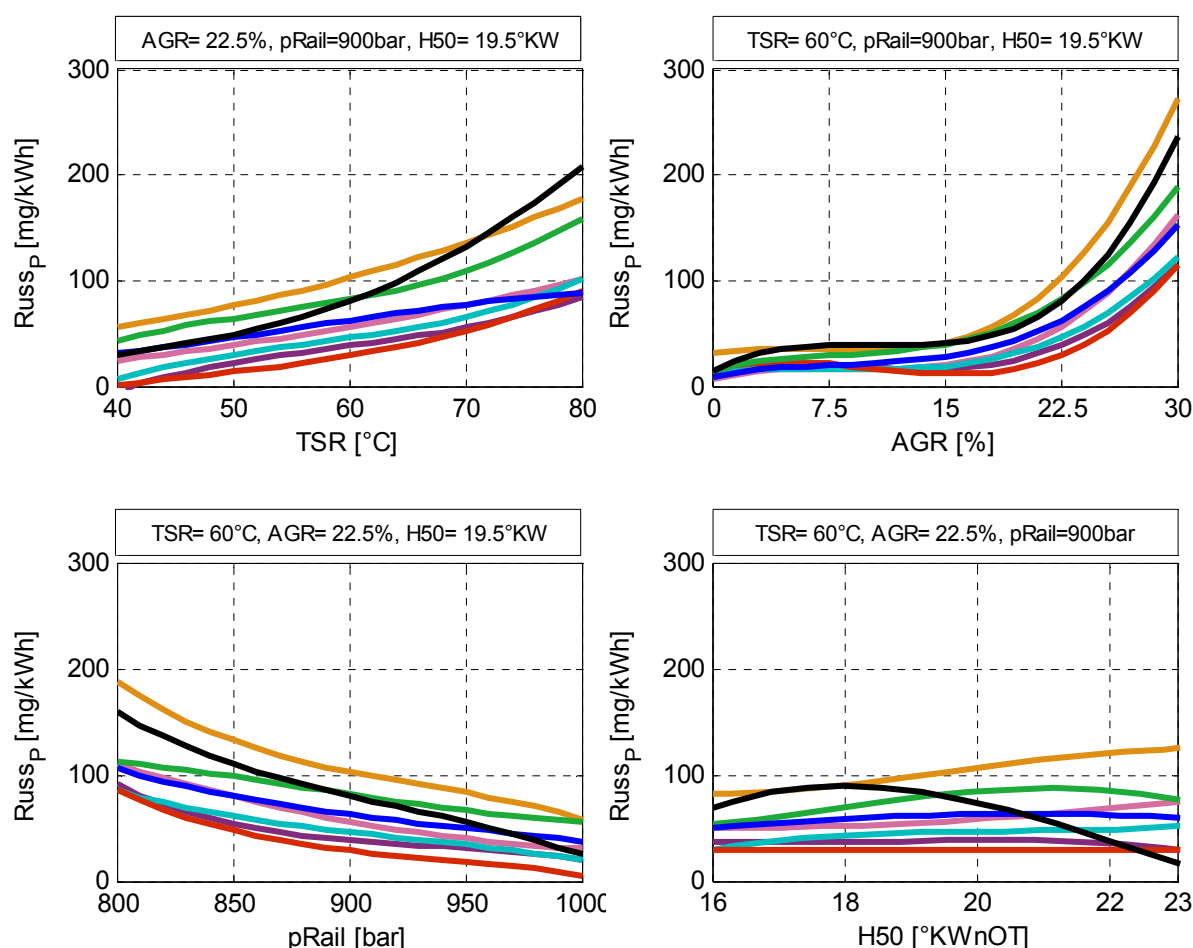 AGR= 22.5%, pRail=900bar, H50= 19.5°KW
300
200
100
0
Russ_P [mg/kWh]
40 50 60 70 80
TSR [°C]
TSR= 60°C, pRail=900bar, H50= 19.5°KW
300
200
100
0
Russ_P [mg/kWh]
0 7.5 15 22.5 30
AGR [%]
TSR= 60°C, AGR= 22.5%, H50= 19.5°KW
300
200
100
0
Russ_P [mg/kWh]
800 850 900 950 1000
pRail [bar]
TSR= 60°C, AGR= 22.5%, pRail=900bar
300
200
100
0
Russ_P [mg/kWh]
16 18 20 22 23
H50 [°KWnOT]